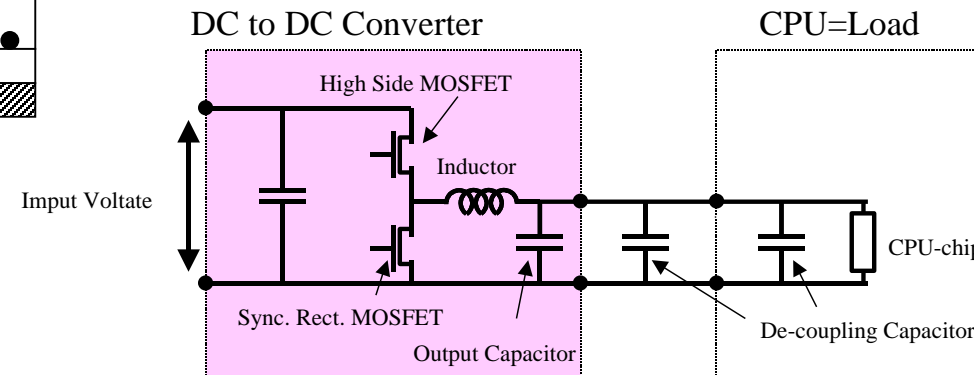 DC to DC Converter
CPU=Load
High Side MOSFET
Inductor
Imput Voltate
CPU-chip
Sync. Rect. MOSFET
De-coupling Capacitor
Output Capacitor